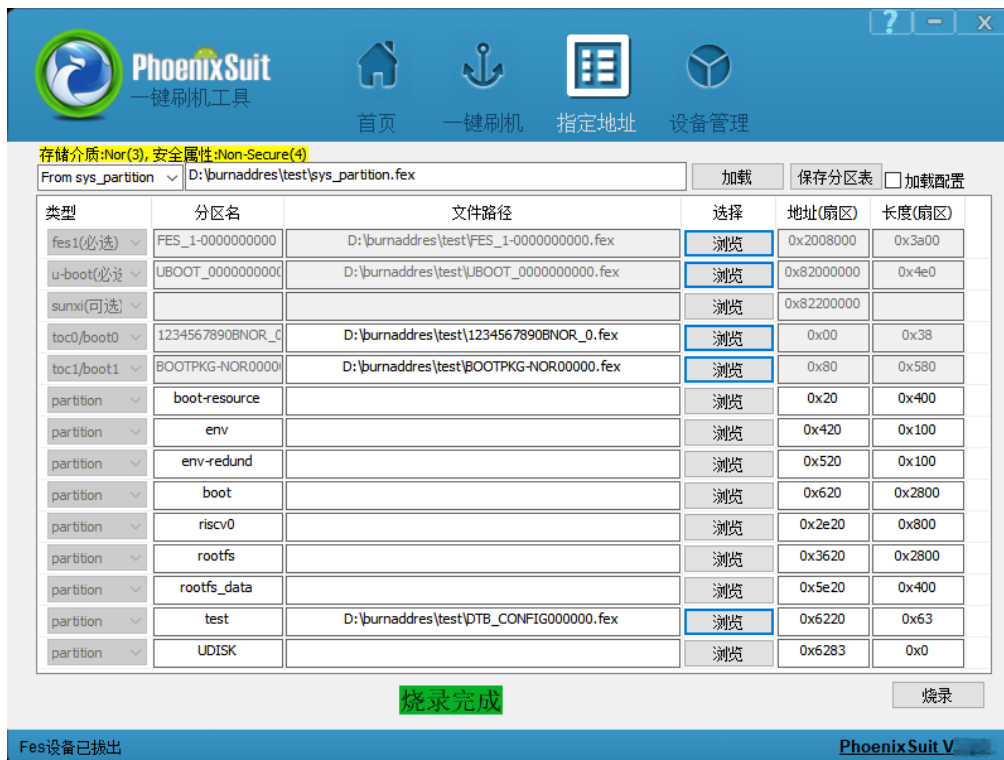 ? - X
PhoenixSuit
一键刷机工具
首页 一键刷机 指定地址 设备管理
存储介质:Nor(3), 安全属性:Non-Secure(4)
From sys_partition D:\burnaddres\test\sys_partition.fex 加载 保存分区表 加载配置
类型 分区名 文件路径 选择 地址(扇区) 长度(扇区)
fes1(必选) FES_1-0000000000 D:\burnaddres\test\FES_1-0000000000.fex 浏览 0x2008000 0x3a00
u-boot(必选 UBOOT_0000000000 D:\burnaddres\test\UBOOT_0000000000.fex 浏览 0x82000000 0x4e0
sunxi(可选) 浏览 0x82200000
toc0/boot0 1234567890BNOR_0 D:\burnaddres\test\1234567890BNOR_0.fex 浏览 0x00 0x38
toc1/boot1 BOOTPKG-NOR00000 D:\burnaddres\test\BOOTPKG-NOR00000.fex 浏览 0x80 0x580
partition boot-resource 浏览 0x20 0x400
partition env 浏览 0x420 0x100
partition env-redund 浏览 0x520 0x100
partition boot 浏览 0x620 0x2800
partition riscv0 浏览 0x2e20 0x800
partition rootfs 浏览 0x3620 0x2800
partition rootfs_data 浏览 0x5e20 0x400
partition test D:\burnaddres\test\DTB_CONFIG000000.fex 浏览 0x6220 0x63
partition UDISK 浏览 0x6283 0x0
烧录完成 烧录
Fes设备已拔出 PhoenixSuit V